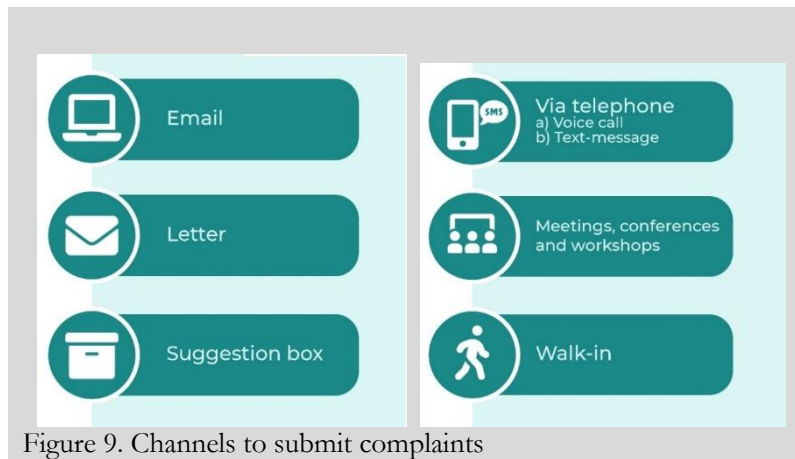 Email
Letter
Suggestion box
SMS
Via telephone
a) Voice call
b) Text-message
Meetings, conferences
and workshops
Walk-in
Figure 9. Channels to submit complaints